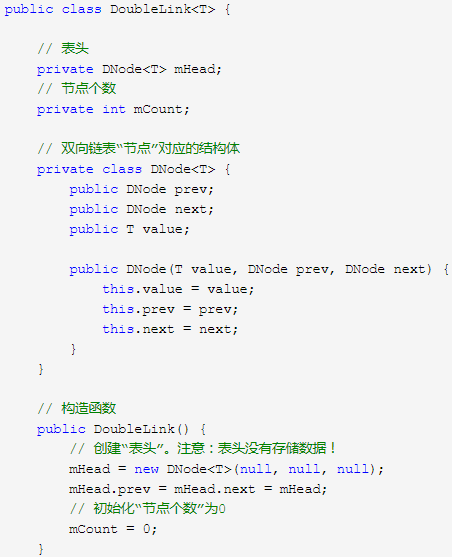 public class DoubleLink<T> {
// 表头
private DNode<T> mHead;
// 节点个数
private int mCount;
// 双向链表“节点”对应的结构体
private class DNode<T> {
public DNode prev;
public DNode next;
public T value;
public DNode(T value, DNode prev, DNode next) {
this.value = value;
this.prev = prev;
this.next = next;
}
}
// 构造函数
public DoubleLink() {
// 创建“表头”。注意：表头没有存储数据！
mHead = new DNode<T>(null, null, null);
mHead.prev = mHead.next = mHead;
// 初始化“节点个数”为0
mCount = 0;
}